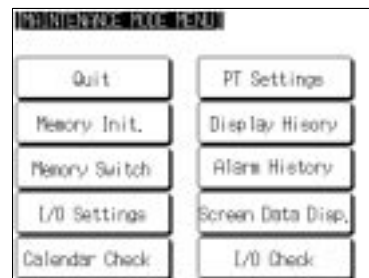 [MAINTENANCE MODE MENU]
Quit
PT Settings
Memory Init.
Display Hisory
Memory Switch
Alarm History
I/O Settings
Screen Data Disp.
Calendar Check
I/O Check